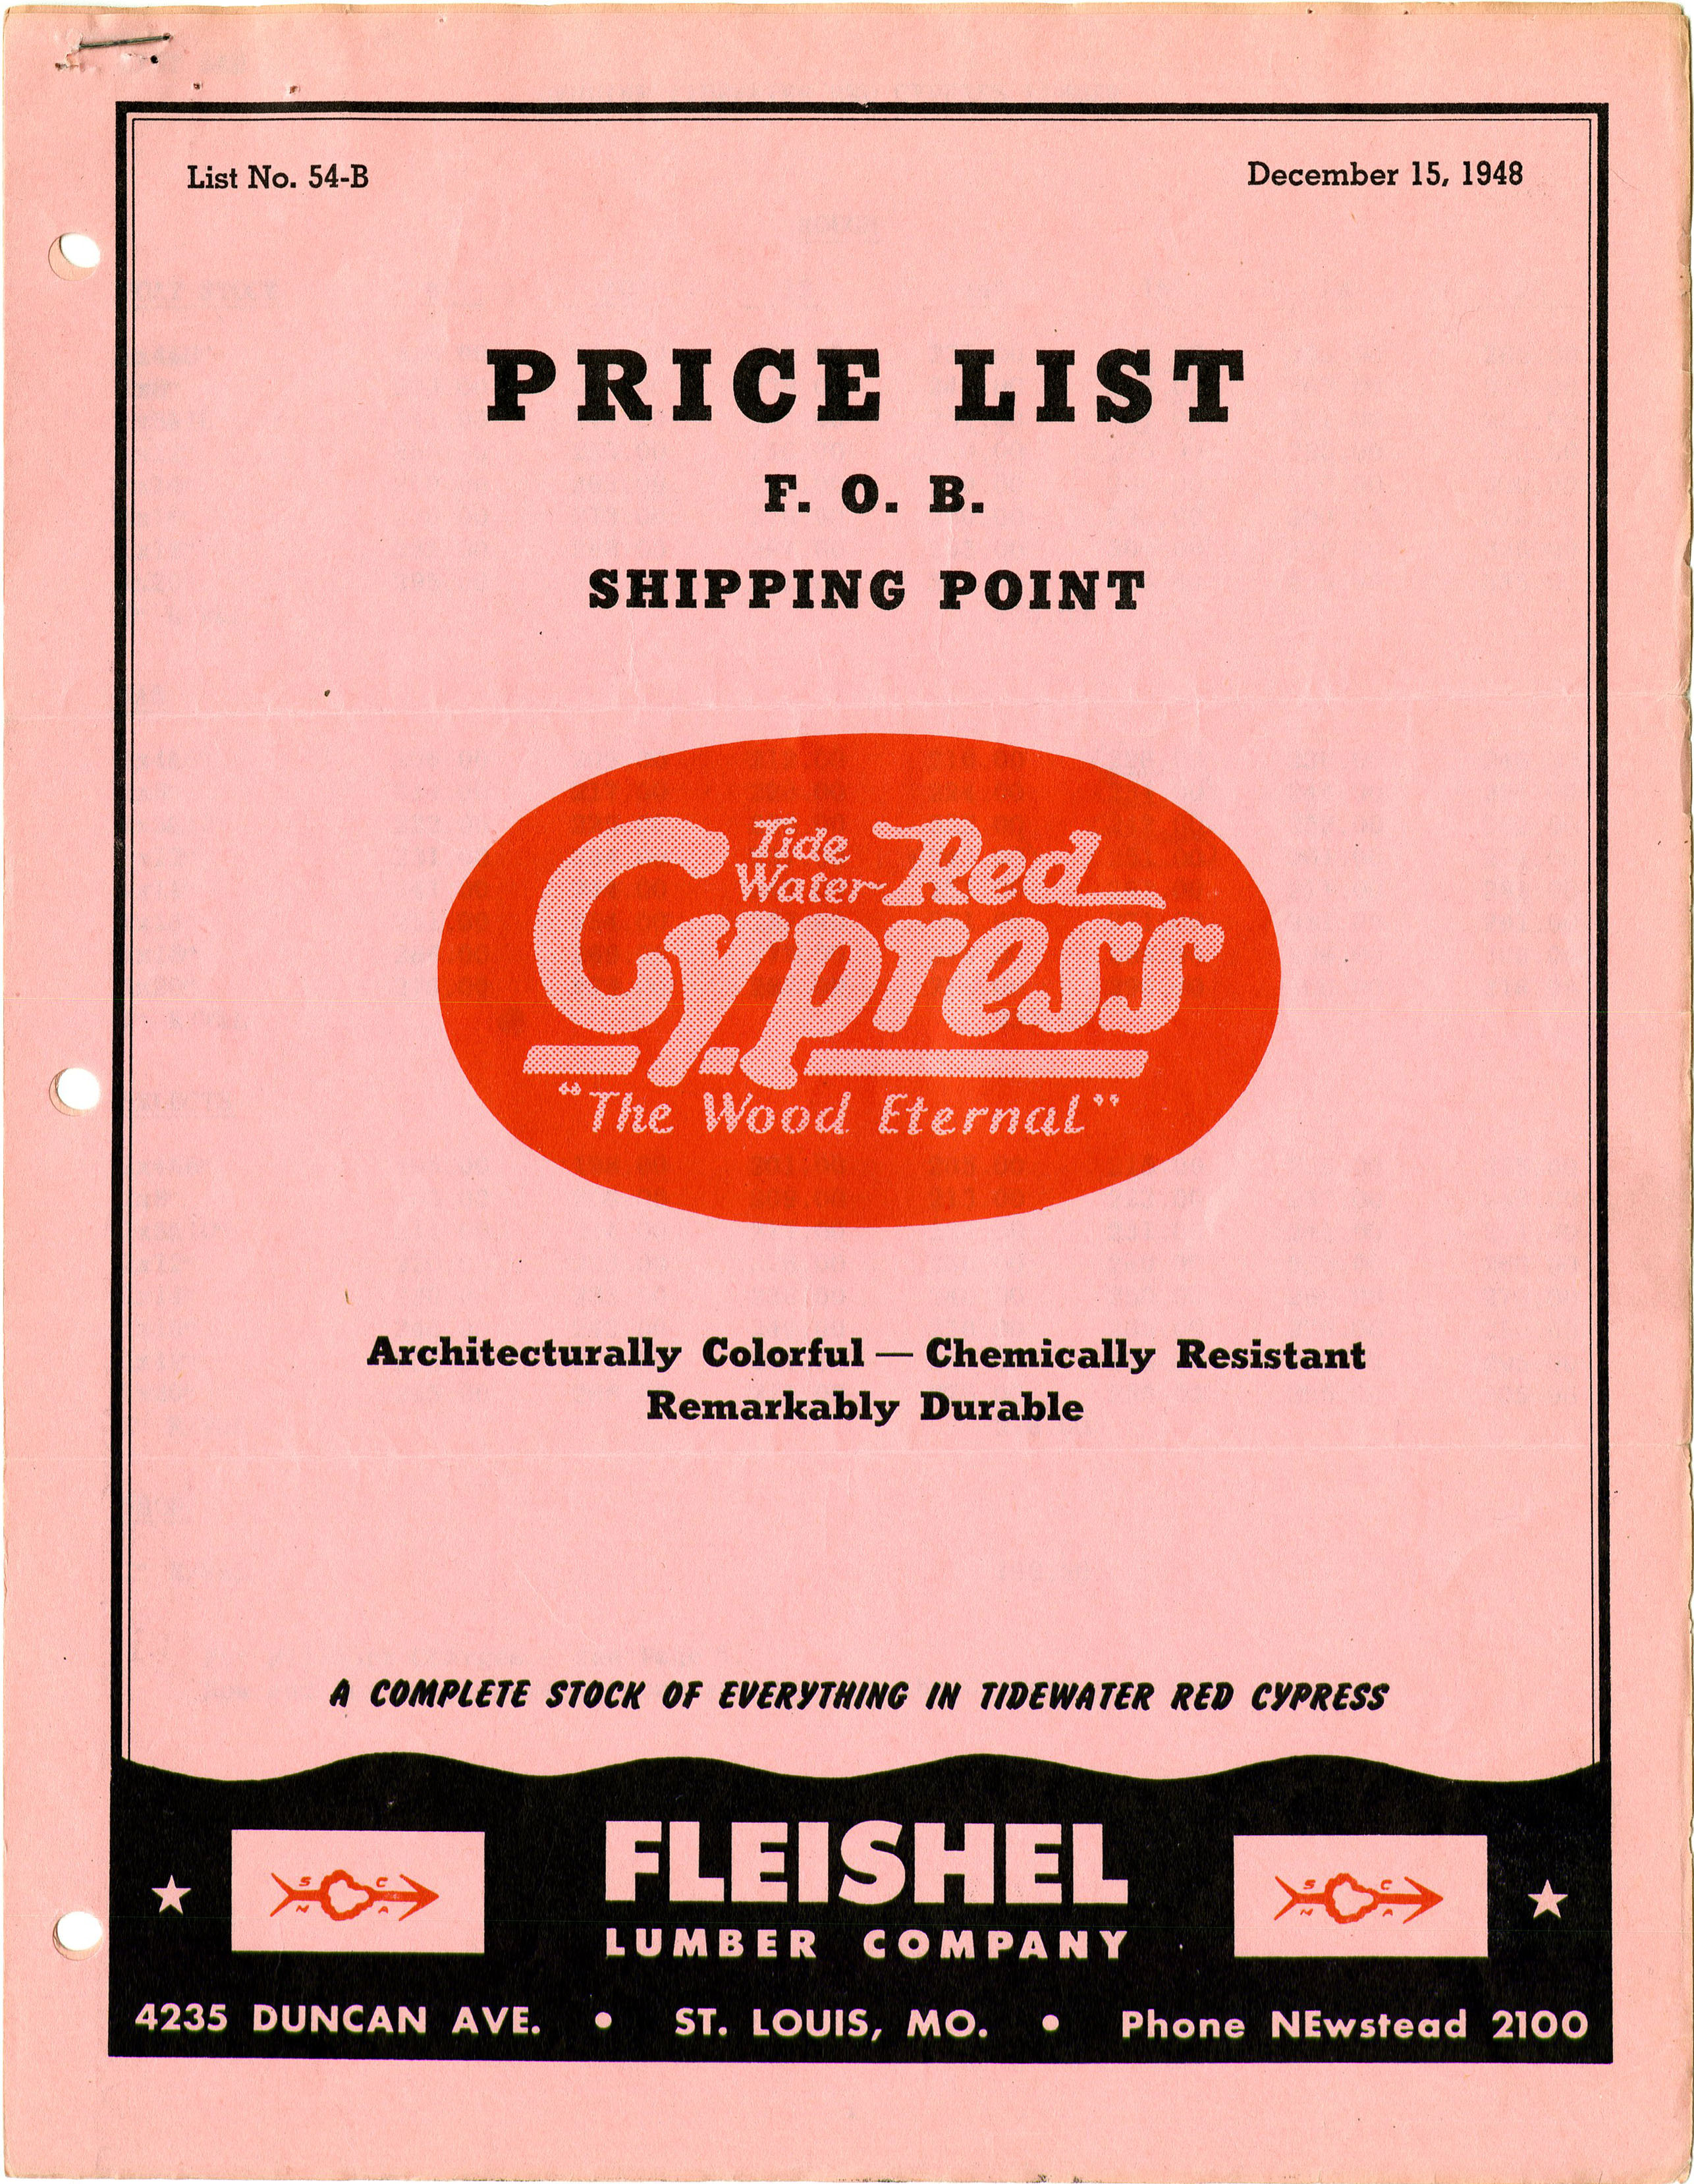 List No. 54-B
December 15, 1948
PRICE LIST
F. O. B.
SHIPPING POINT
Tide Water Red
Cypress
"The Wood Eternal"
Architecturally Colorful — Chemically Resistant
Remarkably Durable
A COMPLETE STOCK OF EVERYTHING IN TIDEWATER RED CYPRESS
S C
N A
FLEISHEL
LUMBER COMPANY
S C
N A
4235 DUNCAN AVE. • ST. LOUIS, MO. • Phone NEwstead 2100